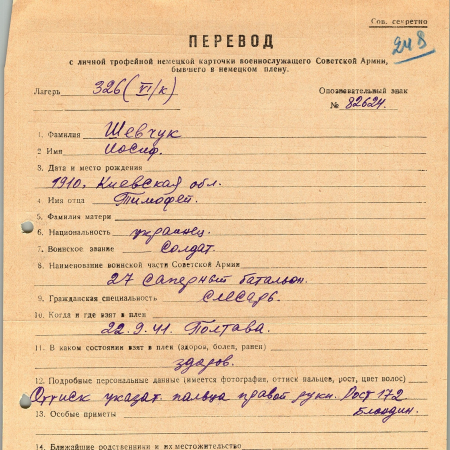 Сов. секретно
248
ПЕРЕВОД
с личной трофейной немецкой карточки военнослужащего Советской Армии,
бывшего в немецком плену.
Лагерь 326 (VI/к) Опознавательный знак
№ 82624.
1. Фамилия Шевчук
2 Имя Иосиф.
3. Дата и место рождения
1910, Киевская обл.
4. Имя отца Тимофей.
5. Фамилия матери
6. Национальность украинец.
7. Воинское звание Солдат.
8. Наименование воинской части Советской Армии
27 саперный батальон.
9. Гражданская специальность слесарь.
10. Когда и где взят в плен
22.9.41. Полтава.
11. В каком состоянии взят в плен (здоров, болен, ранен)
здоров.
12. Подробные персональные данные (имеется фотография, оттиск пальцев, рост, цвет волос)
Оттиск указат. пальца правой руки. Рост 172
13. Особые приметы Блондин.
14. Ближайшие родственники и их местожительство